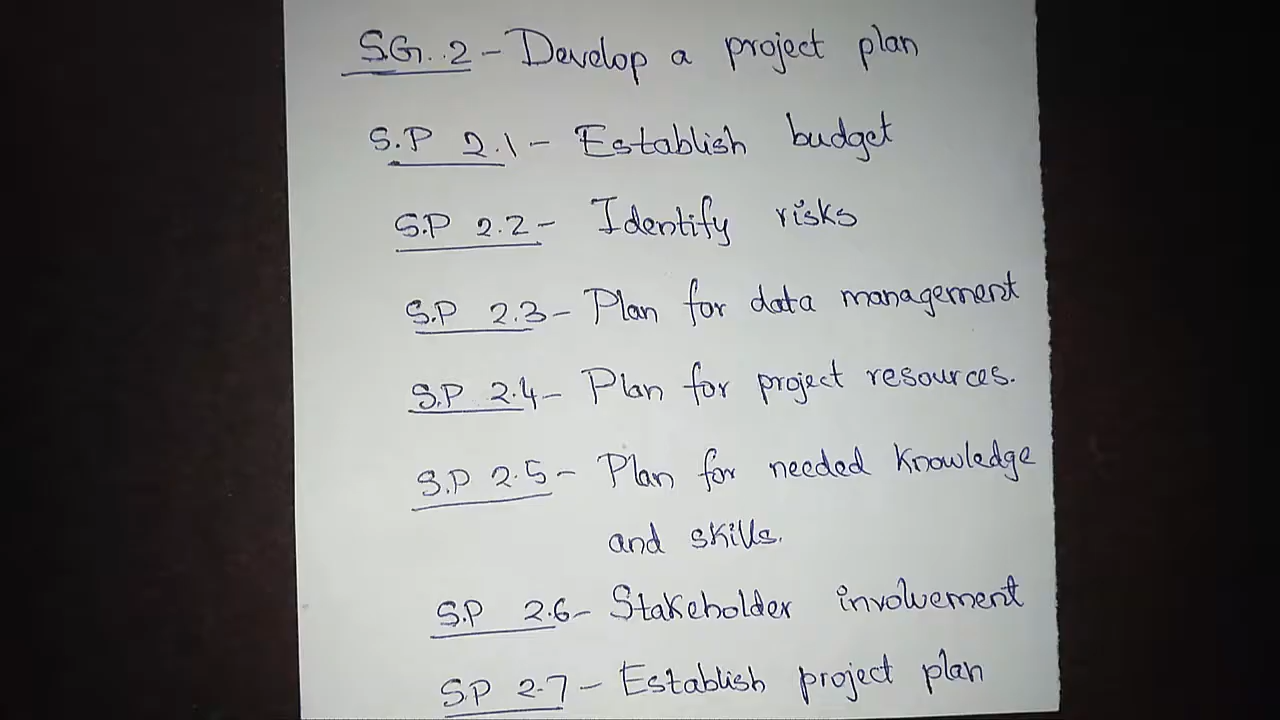 SG. 2 - Develop a project plan
S.P 2.1 - Establish budget
S.P 2.2 - Identify risks
S.P 2.3 - Plan for data management
S.P 2.4 - Plan for project resources.
S.P 2.5 - Plan for needed knowledge
and skills.
S.P 2.6 - Stakeholder involvement
S.P 2.7 - Establish project plan